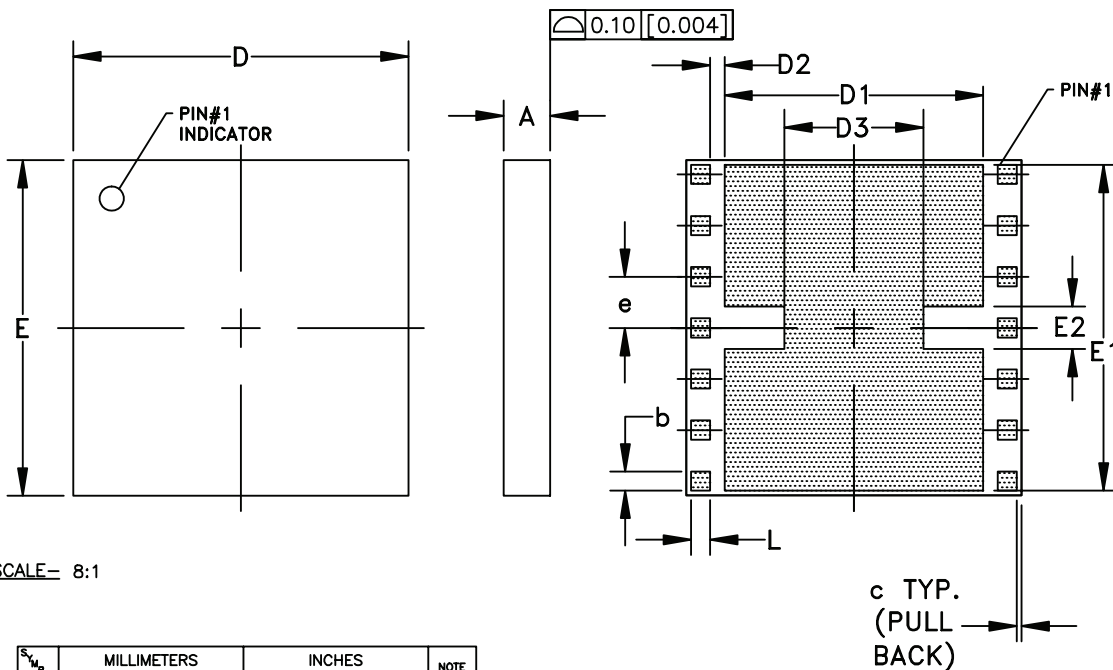 0.10 [0.004]
D
D2
PIN#1
INDICATOR
A
D1
PIN#1
D3
e
E
E2
E1
b
L
SCALE- 8:1
c TYP.
(PULL
BACK)
MILLIMETERS INCHES NOTE